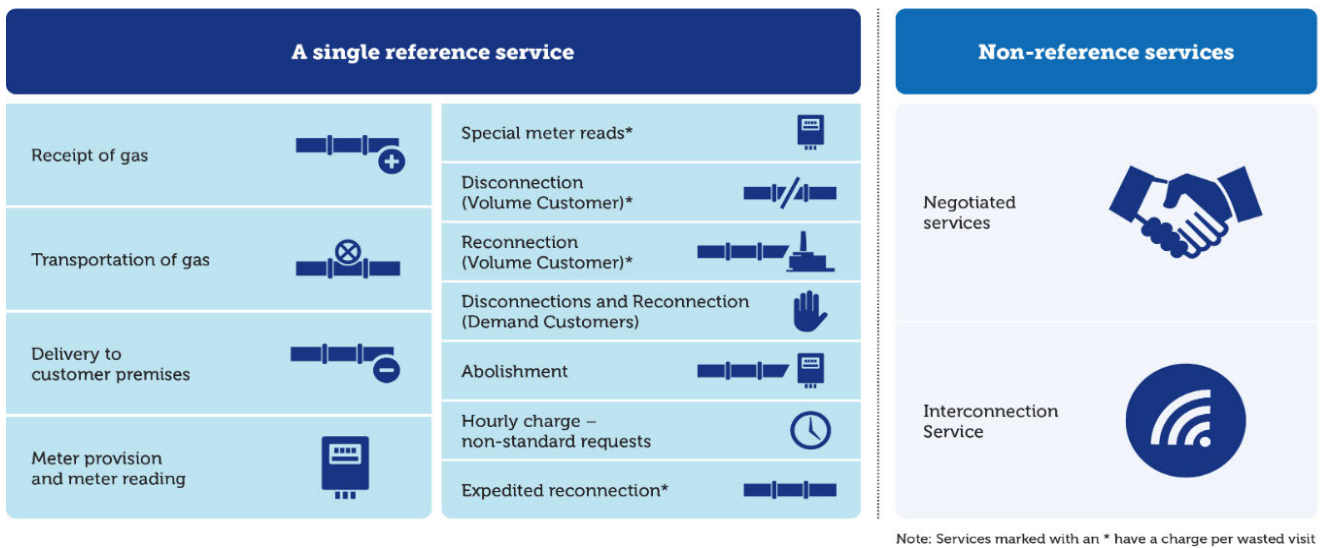 A single reference service
Receipt of gas
Transportation of gas
Delivery to
customer premises
Meter provision
and meter reading
Special meter reads*
Disconnection
(Volume Customer)*
Reconnection
(Volume Customer)*
Disconnections and Reconnection
(Demand Customers)
Abolishment
Hourly charge –
non-standard requests
Expedited reconnection*
Non-reference services
Negotiated
services
Interconnection
Service
Note: Services marked with an * have a charge per wasted visit